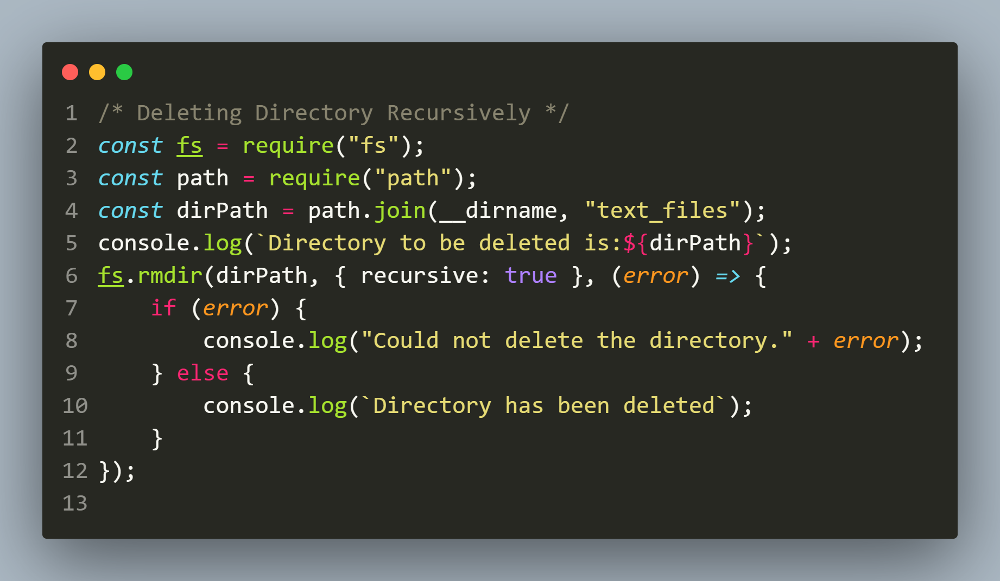 1 /* Deleting Directory Recursively */
2 const fs = require("fs");
3 const path = require("path");
4 const dirPath = path.join(__dirname, "text_files");
5 console.log(`Directory to be deleted is:${dirPath}`);
6 fs.rmdir(dirPath, { recursive: true }, (error) => {
7     if (error) {
8         console.log("Could not delete the directory." + error);
9     } else {
10         console.log(`Directory has been deleted`);
11     }
12 });
13